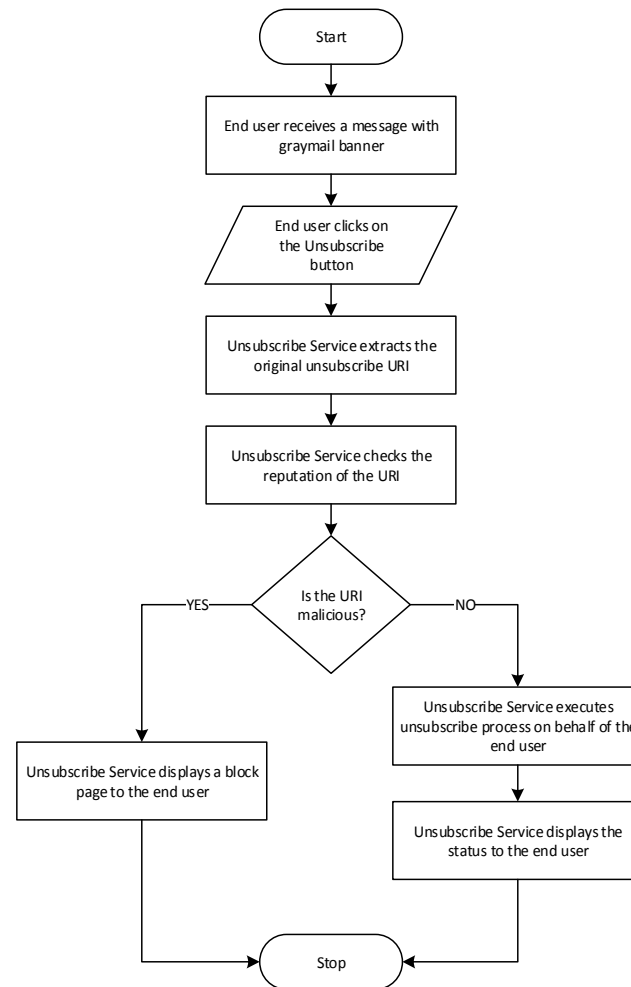 Start
End user receives a message with
graymail banner
End user clicks on
the Unsubscribe
button
Unsubscribe Service extracts the
original unsubscribe URI
Unsubscribe Service checks the
reputation of the URI
Is the URI
malicious?
YES
NO
Unsubscribe Service displays a block
page to the end user
Unsubscribe Service executes
unsubscribe process on behalf of the
end user
Unsubscribe Service displays the
status to the end user
Stop